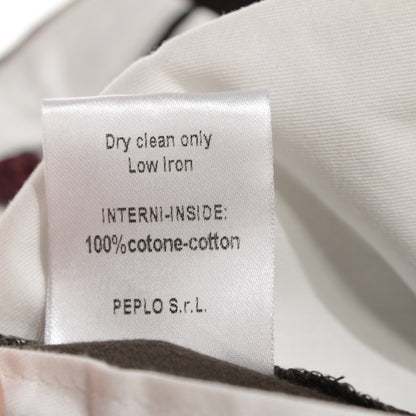 Dry clean only
Low Iron
INTERNI-INSIDE:
100%cotone-cotton
PEPLO S.r.L.